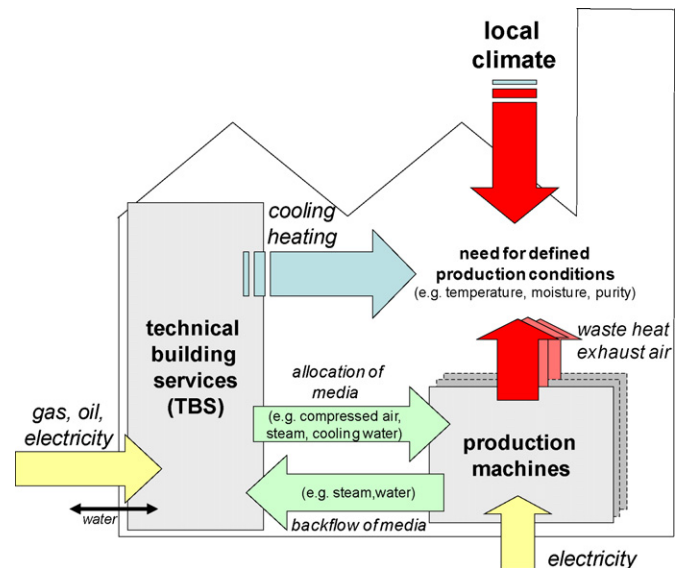 local
climate
cooling
heating
need for defined
production conditions
(e.g. temperature, moisture, purity)
technical
building
services
(TBS)
waste heat
exhaust air
allocation of
media
(e.g. compressed air,
steam, cooling water)
gas, oil,
electricity
production
machines
(e.g. steam,water)
water
backflow of media
electricity